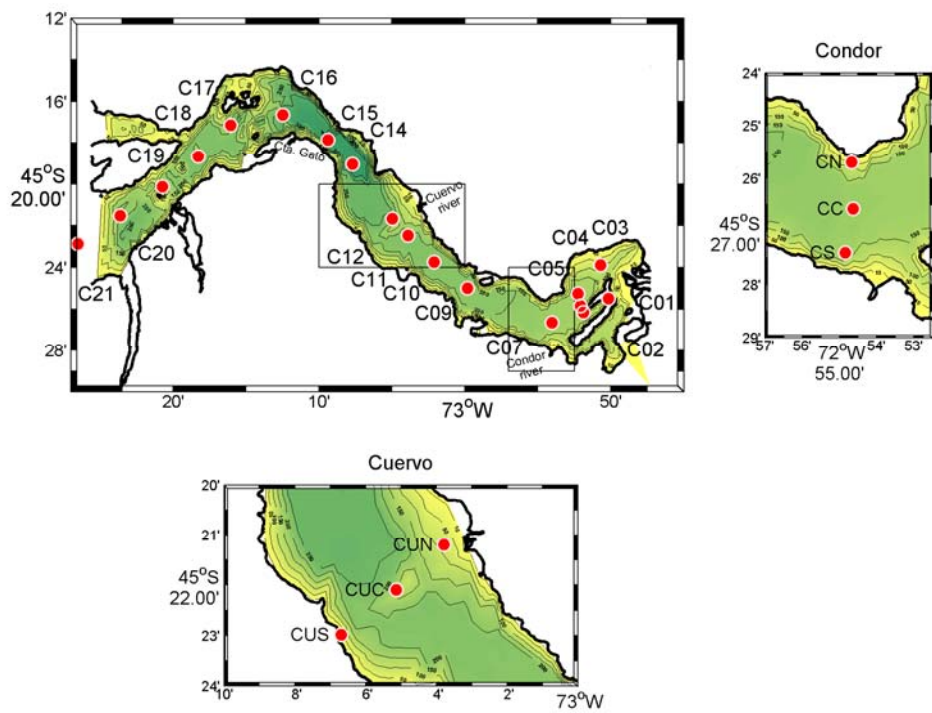 12'
16'
45°S
20.00'
24'
28'
20'
10'
73°W
50'
C17
C16
C18
C15
C14
C19
Cta. Gato
Cuervo
river
C20
C21
C12
C11
C10
C09
C07
Condor
river
C05
C04
C03
C01
C02
Condor
24'
25'
26'
45°S
27.00'
28'
29'
57'
56'
72°W
55.00'
54'
53'
CN
CC
CS
Cuervo
20'
21'
45°S
22.00'
23'
24'
10'
8'
6'
4'
2'
73°W
CUN
CUC
CUS